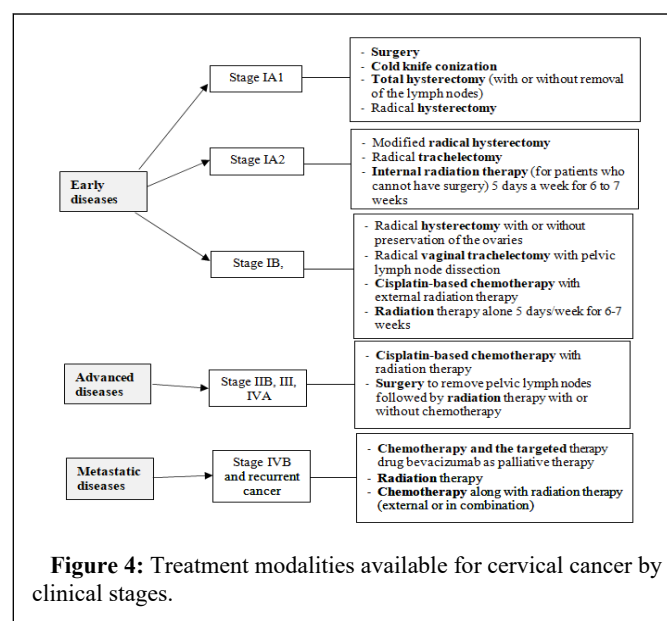 Early
diseases
Stage IA1
- Surgery
- Cold knife conization
- Total hysterectomy (with or without removal
of the lymph nodes)
- Radical hysterectomy
Stage IA2
- Modified radical hysterectomy
- Radical trachelectomy
- Internal radiation therapy (for patients who
cannot have surgery) 5 days a week for 6 to 7
weeks
Stage IB,
- Radical hysterectomy with or without
preservation of the ovaries
- Radical vaginal trachelectomy with pelvic
lymph node dissection
- Cisplatin-based chemotherapy with
external radiation therapy
- Radiation therapy alone 5 days/week for 6-7
weeks
Advanced
diseases
Stage IIB, III,
IVA
- Cisplatin-based chemotherapy with
radiation therapy
- Surgery to remove pelvic lymph nodes
followed by radiation therapy with or
without chemotherapy
Metastatic
diseases
Stage IVB
and recurrent
cancer
- Chemotherapy and the targeted therapy
drug bevacizumab as palliative therapy
- Radiation therapy
- Chemotherapy along with radiation therapy
(external or in combination)
Figure 4: Treatment modalities available for cervical cancer by
clinical stages.